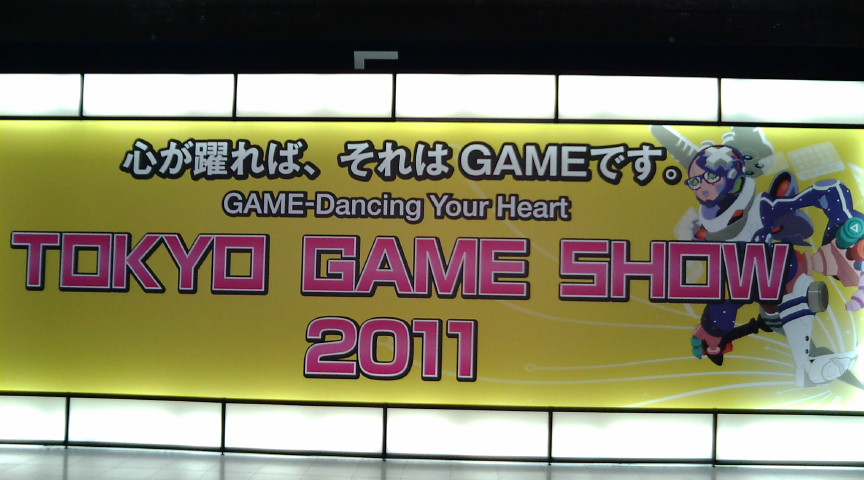 心が躍れば、それはGAMEです。
GAME-Dancing Your Heart
TOKYO GAME SHOW
2011